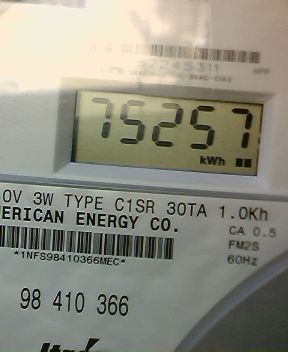 75257
kWh
0V 3W TYPE C1SR 30TA 1.0Kh
ERICAN ENERGY CO.
CA 0.5
FM2S
60Hz
*1NFS98410366MEC*
98 410 366